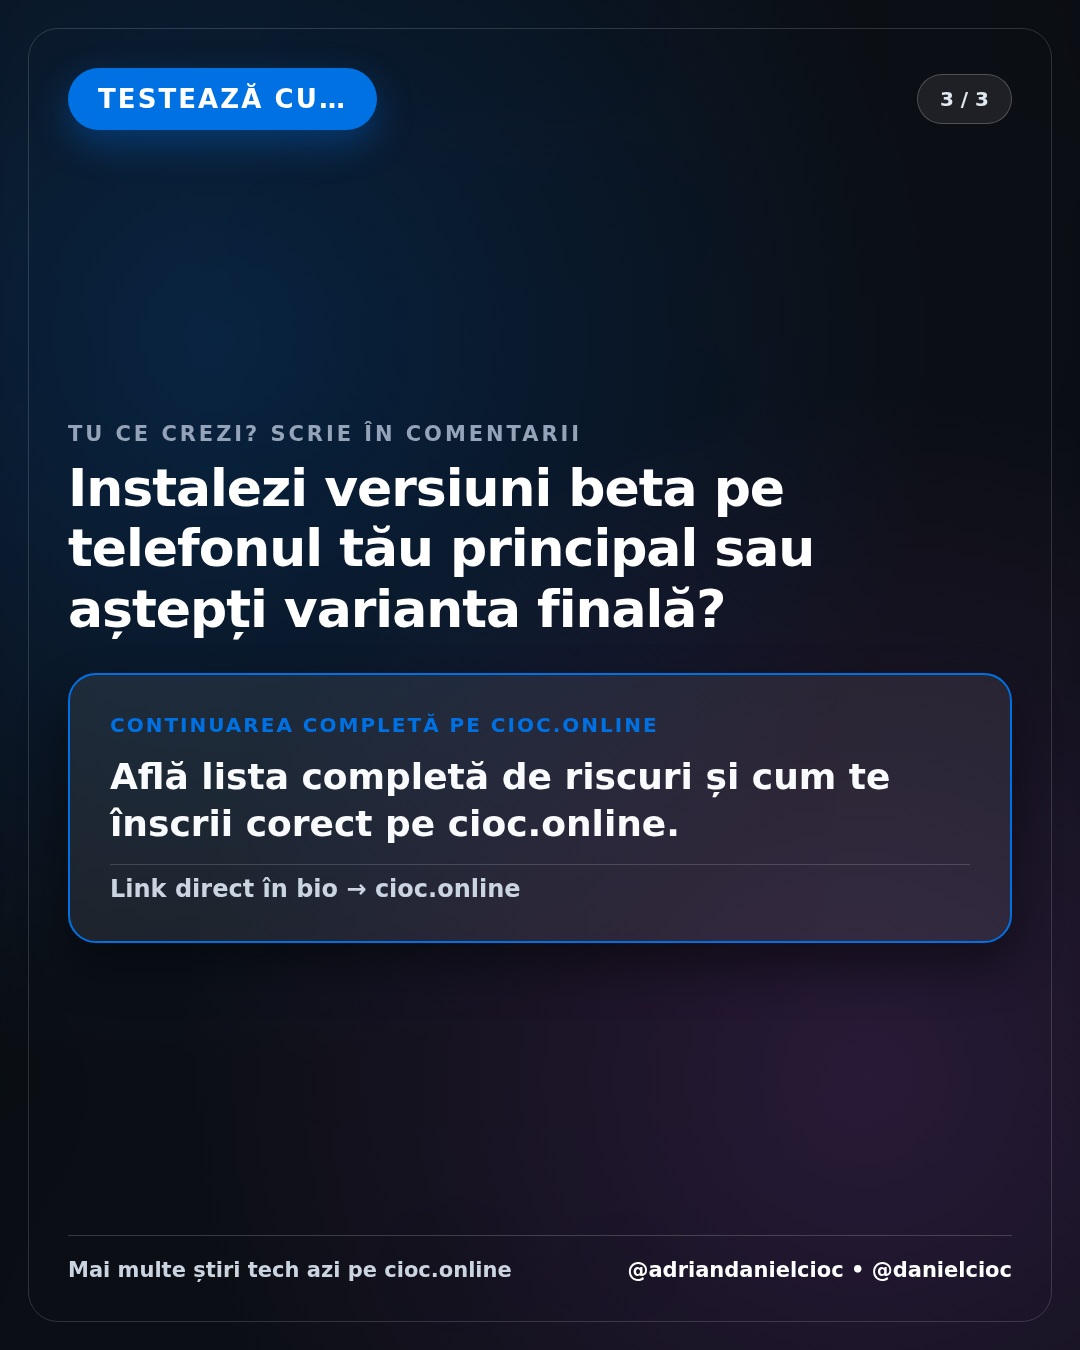 TESTEAZĂ CU…
3 / 3
TU CE CREZI? SCRIE ÎN COMENTARII
Instalezi versiuni beta pe
telefonul tău principal sau
aștepți varianta finală?
CONTINUAREA COMPLETĂ PE CIOC.ONLINE
Află lista completă de riscuri și cum te
înscrii corect pe cioc.online.
Link direct în bio → cioc.online
Mai multe știri tech azi pe cioc.online
@adriandanielcioc • @danielcioc